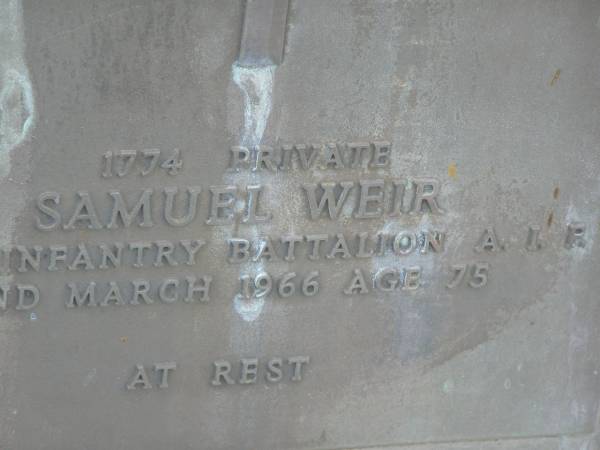 1774 PRIVATE
SAMUEL WEIR
INFANTRY BATTALION A. I. F.
ND MARCH 1966 AGE 75
AT REST